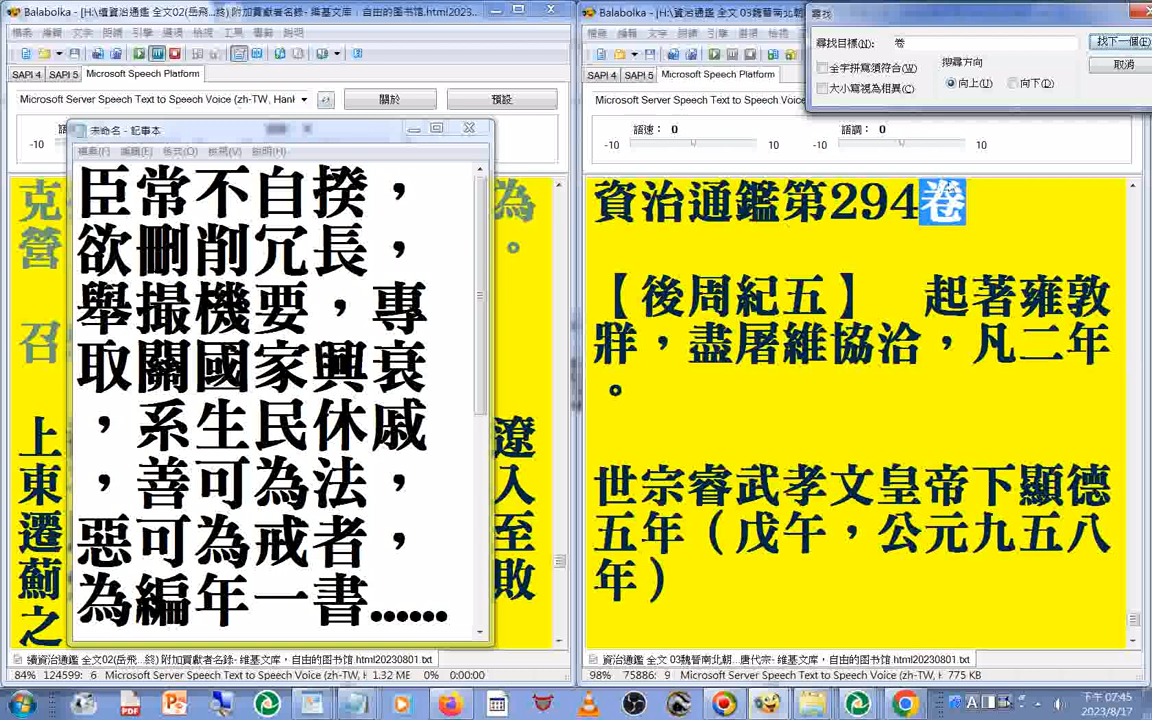 Balabolka - [H:\續資治通鑑 全文02(岳飛...終) 附加貢獻者名錄- 維基文庫，自由的图书馆.html2023...
SAPI 4
SAPI 5
Microsoft Speech Platform
Microsoft Server Speech Text to Speech Voice (zh-TW, Han
關於
預設
-10
未命名 - 記事本
檔案(F) 編輯(E) 格式(O) 檢視(V) 說明(H)
臣常不自揆，
欲刪削冗長，
舉撮機要，專
取關國家興衰
，系生民休戚
，善可為法，
惡可為戒者，
為編年一書......
克
營
召
上
東
遷
薊
之
為
。
遼
入
至
敗
續資治通鑑 全文02(岳飛...終) 附加貢獻者名錄- 維基文庫，自由的图书馆.html20230801.txt
84% 124599: 6 Microsoft Server Speech Text to Speech Voice (zh-TW, H 1.32 ME 0% 0:00:00
Balabolka - [H:\資治通鑑 全文 03魏晉南北朝
SAPI 4
SAPI 5
Microsoft Speech Platform
Microsoft Server Speech Text to Speech Voice (zh-TW,
語速： 0
-10
10
語調： 0
-10
10
尋找
尋找目標(N): 卷
找下一個(F)
全字拼寫須符合(W)
大小寫視為相異(C)
搜尋方向
向上(U)
向下(D)
取消
資治通鑑第294卷
【後周紀五】 起著雍敦
牂，盡屠維協洽，凡二年
。
世宗睿武孝文皇帝下顯德
五年（戊午，公元九五八
年）
資治通鑑 全文 03魏晉南北朝...唐代宗- 維基文庫，自由的图书馆.html20230801.txt
98% 75886: 9 Microsoft Server Speech Text to Speech Voice (zh-TW, H 775 KB
下午 07:45
2023/8/17